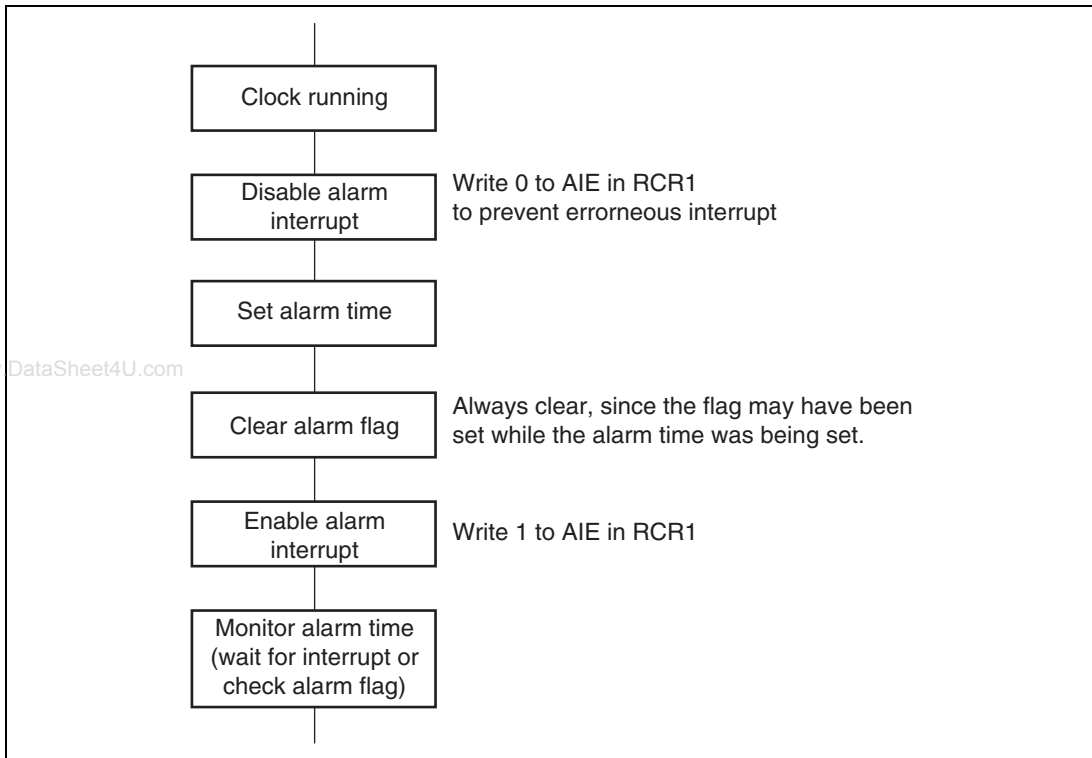 Clock running
Disable alarm
interrupt
Write 0 to AIE in RCR1
to prevent errorneous interrupt
Set alarm time
.DataSheet4U.com
Clear alarm flag
Always clear, since the flag may have been
set while the alarm time was being set.
Enable alarm
interrupt
Write 1 to AIE in RCR1
Monitor alarm time
(wait for interrupt or
check alarm flag)